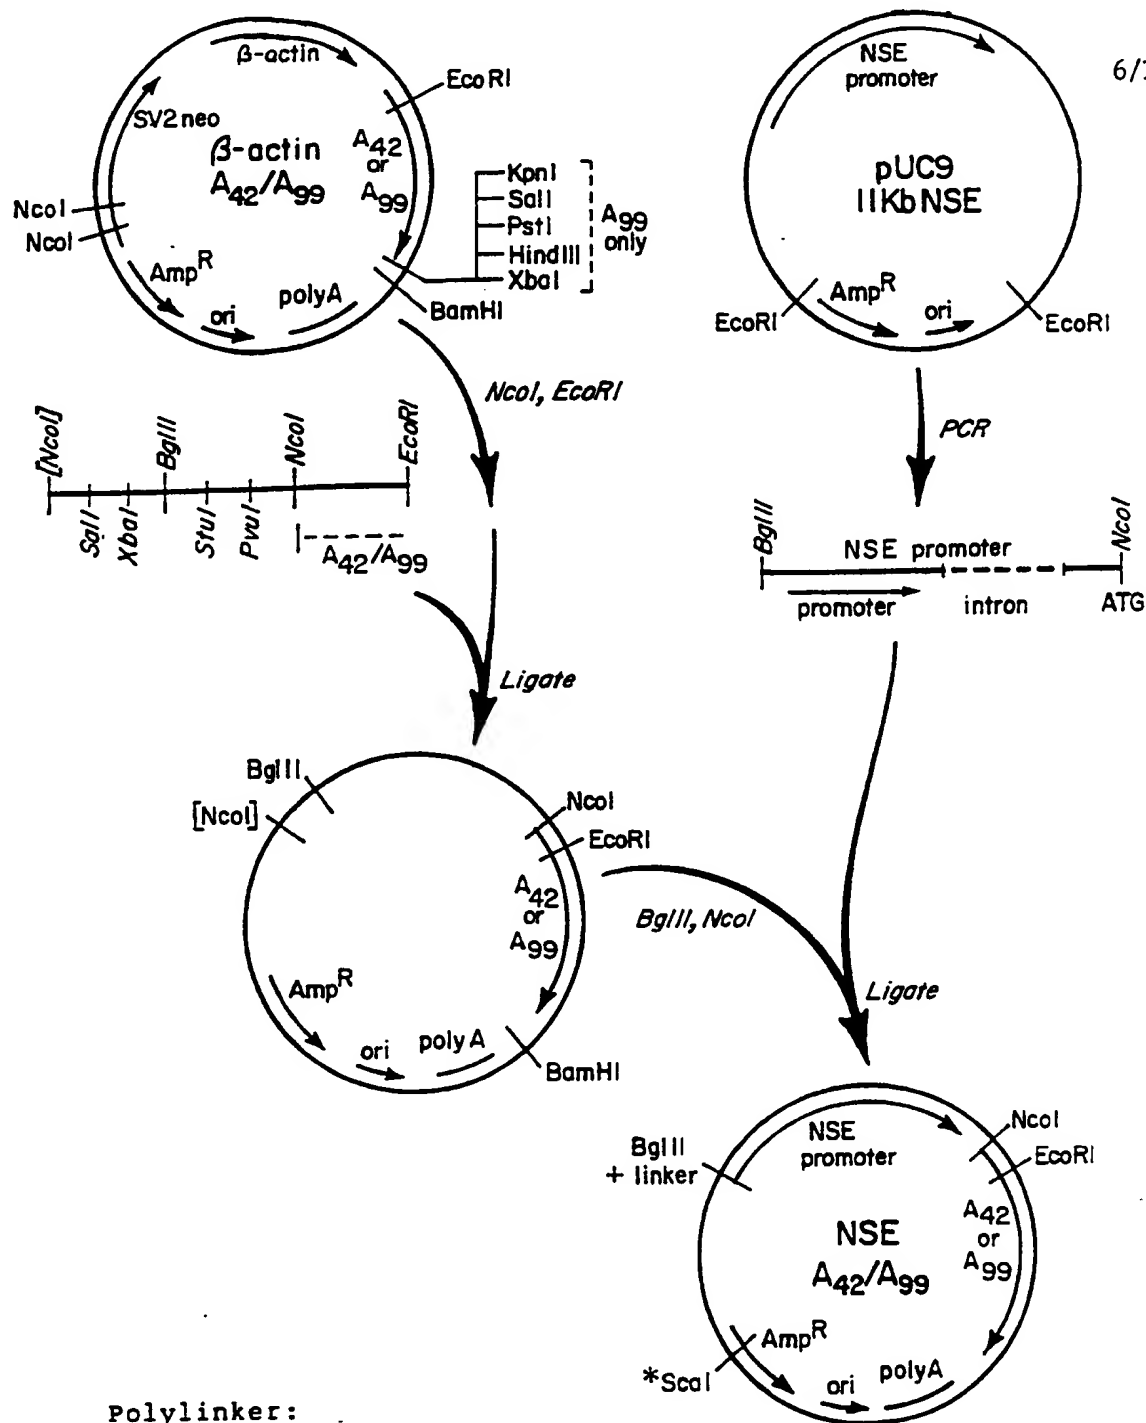 6/
β-actin
EcoRI
SV2neo
β-actin
A42/A99
A42
or
A99
KpnI
SalI
PstI
HindIII
XbaI
A99
only
NcoI
NcoI
AmpR
ori
polyA
BamHI
NSE
promoter
pUC9
11Kb NSE
EcoRI
AmpR
ori
EcoRI
NcoI, EcoRI
PCR
[NcoI]
BglII
NcoI
EcoRI
SalI
XbaI
StuI
PvuI
A42/A99
BglII
NSE promoter
NcoI
promoter
intron
ATG
Ligate
BglII
[NcoI]
NcoI
EcoRI
A42
or
A99
AmpR
ori
polyA
BamHI
BglII, NcoI
Ligate
BglII
+ linker
NSE
promoter
NcoI
EcoRI
A42
or
A99
NSE
A42/A99
AmpR
*ScaI
ori
polyA
Polylinker: